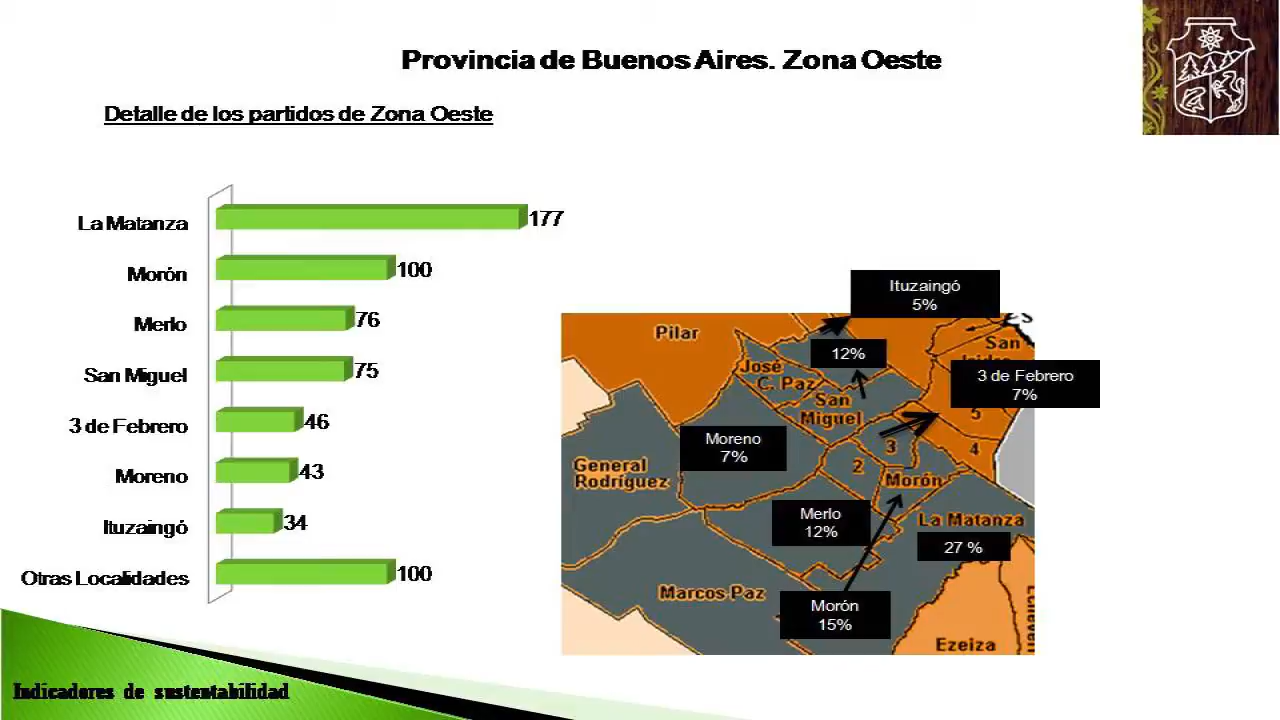 Provincia de Buenos Aires. Zona Oeste
Detalle de los partidos de Zona Oeste
La Matanza
177
Morón
100
Merlo
76
San Miguel
75
3 de Febrero
46
Moreno
43
Ituzaingó
34
Otras Localidades
100
Ituzaingó
5%
Pilar
12%
San
José
C. Paz
3 de Febrero
7%
San
Miguel
5
Moreno
7%
3
4
General
Rodríguez
2
Morón
Merlo
12%
La Matanza
27 %
Marcos Paz
Morón
15%
Ezeiza
Indicadores de sustentabilidad